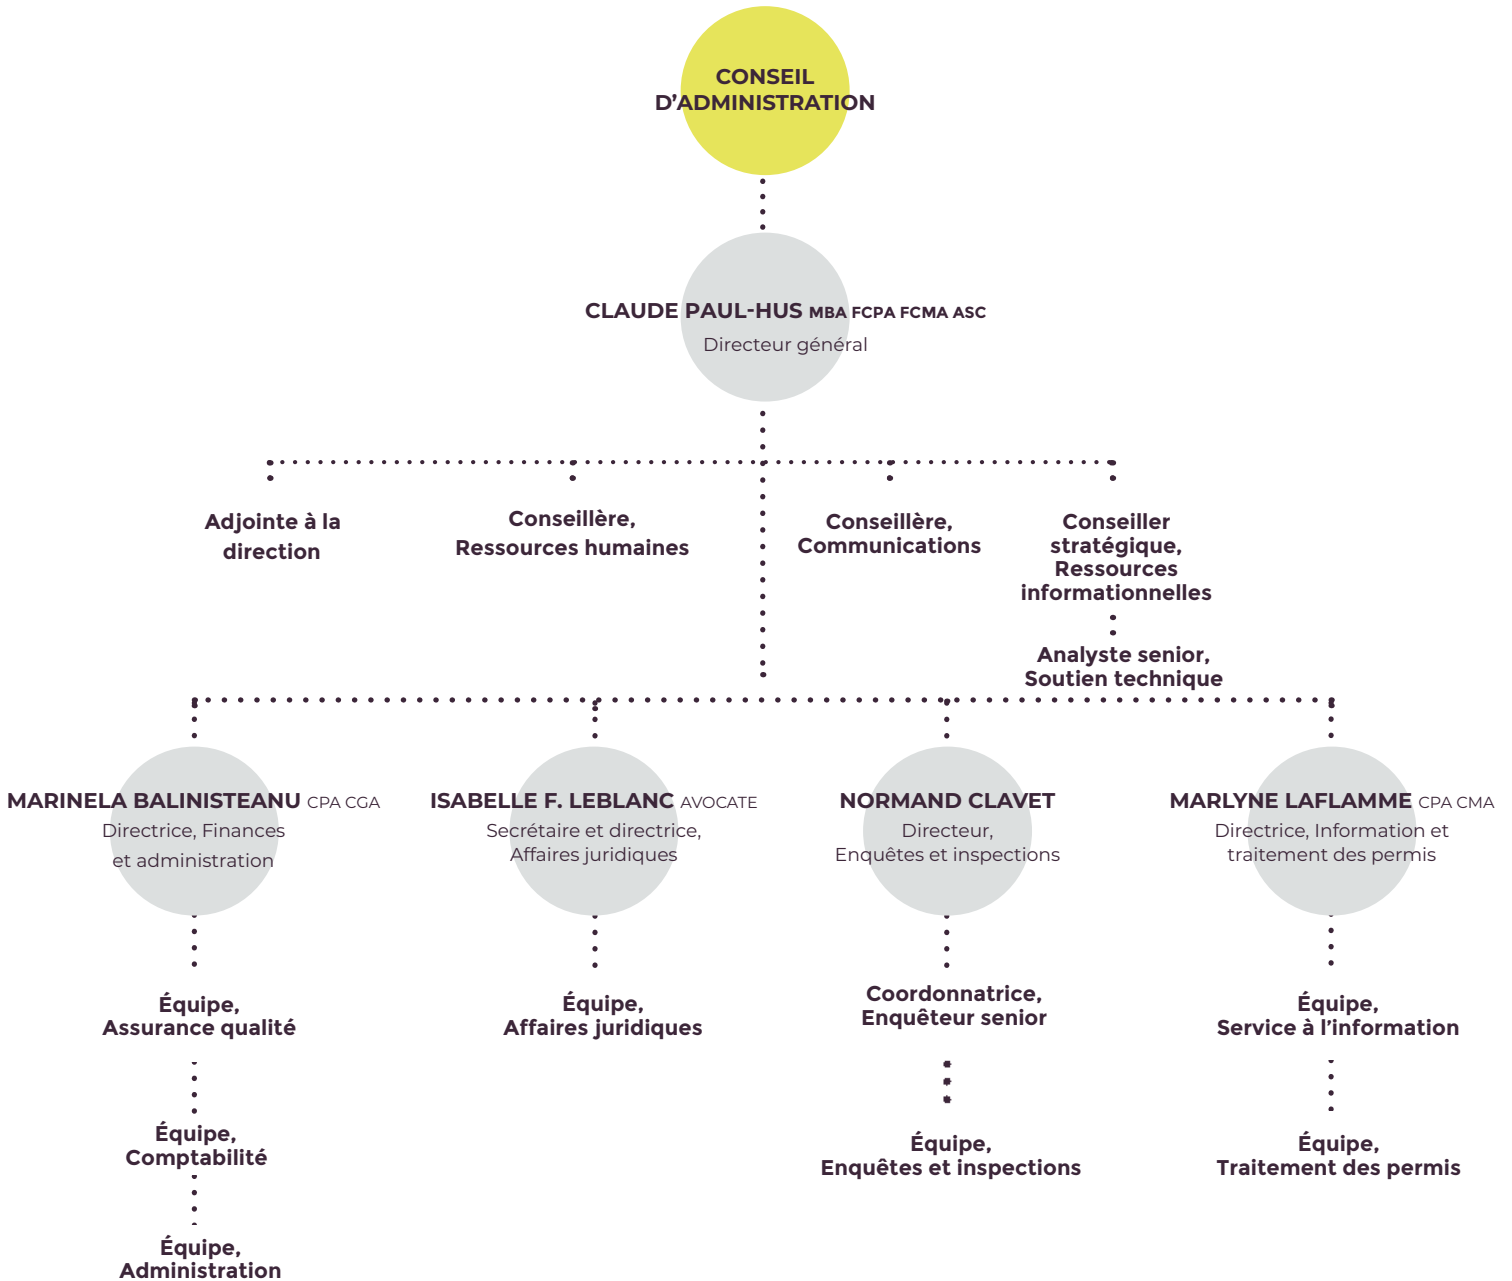 CONSEIL
D'ADMINISTRATION
CLAUDE PAUL-HUS MBA FCPA FCMA ASC
Directeur général
Adjointe à la
direction
Conseillère,
Ressources humaines
Conseillère,
Communications
Conseiller
stratégique,
Ressources
informationnelles
Analyste senior,
Soutien technique
MARINELA BALINISTEANU CPA CGA
Directrice, Finances
et administration
ISABELLE F. LEBLANC AVOCATE
Secrétaire et directrice,
Affaires juridiques
NORMAND CLAVET
Directeur,
Enquêtes et inspections
MARLYNE LAFLAMME CPA CMA
Directrice, Information et
traitement des permis
Équipe,
Assurance qualité
Équipe,
Affaires juridiques
Coordonnatrice,
Enquêteur senior
Équipe,
Service à l'information
Équipe,
Comptabilité
Équipe,
Enquêtes et inspections
Équipe,
Traitement des permis
Équipe,
Administration